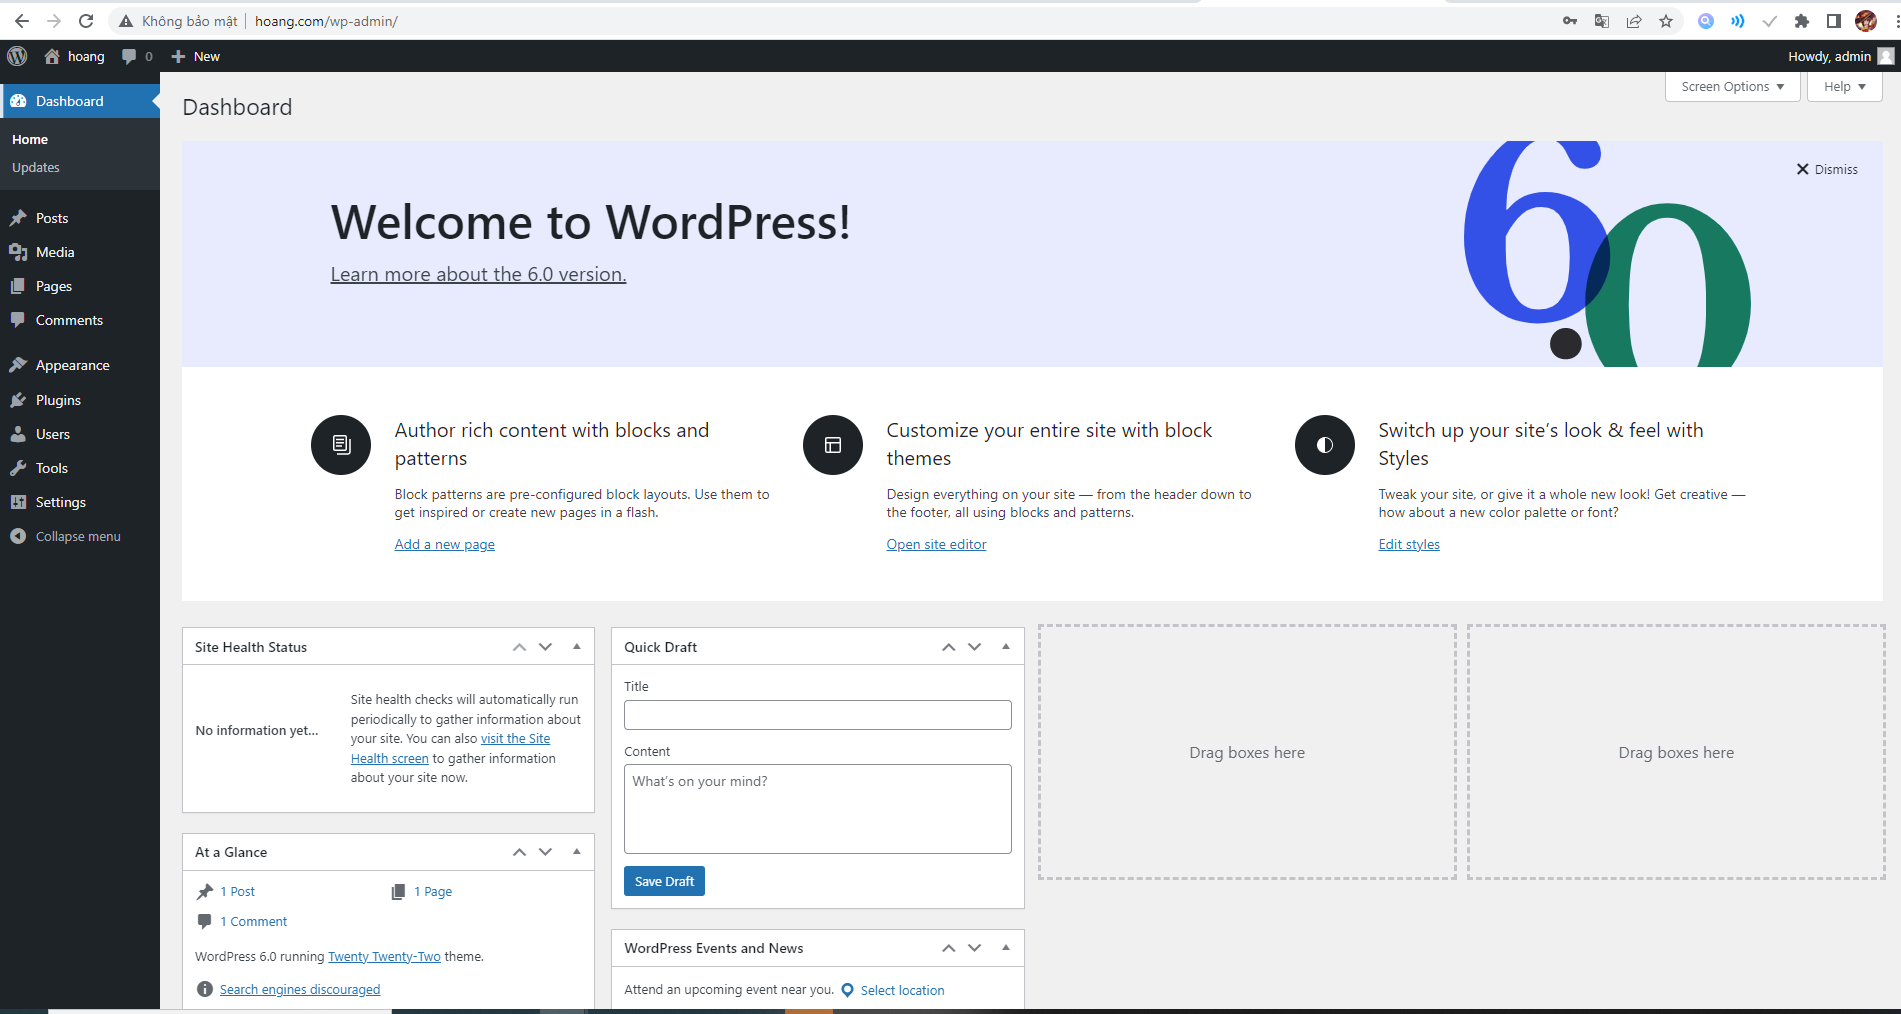 Không bảo mật
hoang.com/wp-admin/
hoang
0
New
Howdy, admin
Dashboard
Home
Updates
Posts
Media
Pages
Comments
Appearance
Plugins
Users
Tools
Settings
Collapse menu
Dashboard
Screen Options
Help
Dismiss
Welcome to WordPress!
Learn more about the 6.0 version.
6.0
Author rich content with blocks and
patterns
Block patterns are pre-configured block layouts. Use them to
get inspired or create new pages in a flash.
Add a new page
Customize your entire site with block
themes
Design everything on your site — from the header down to
the footer, all using blocks and patterns.
Open site editor
Switch up your site’s look & feel with
Styles
Tweak your site, or give it a whole new look! Get creative —
how about a new color palette or font?
Edit styles
Site Health Status
No information yet…
Site health checks will automatically run
periodically to gather information about
your site. You can also visit the Site
Health screen to gather information
about your site now.
At a Glance
1 Post
1 Page
1 Comment
WordPress 6.0 running Twenty Twenty-Two theme.
Search engines discouraged
Quick Draft
Title
Content
What’s on your mind?
Save Draft
WordPress Events and News
Attend an upcoming event near you.
Select location
Drag boxes here
Drag boxes here